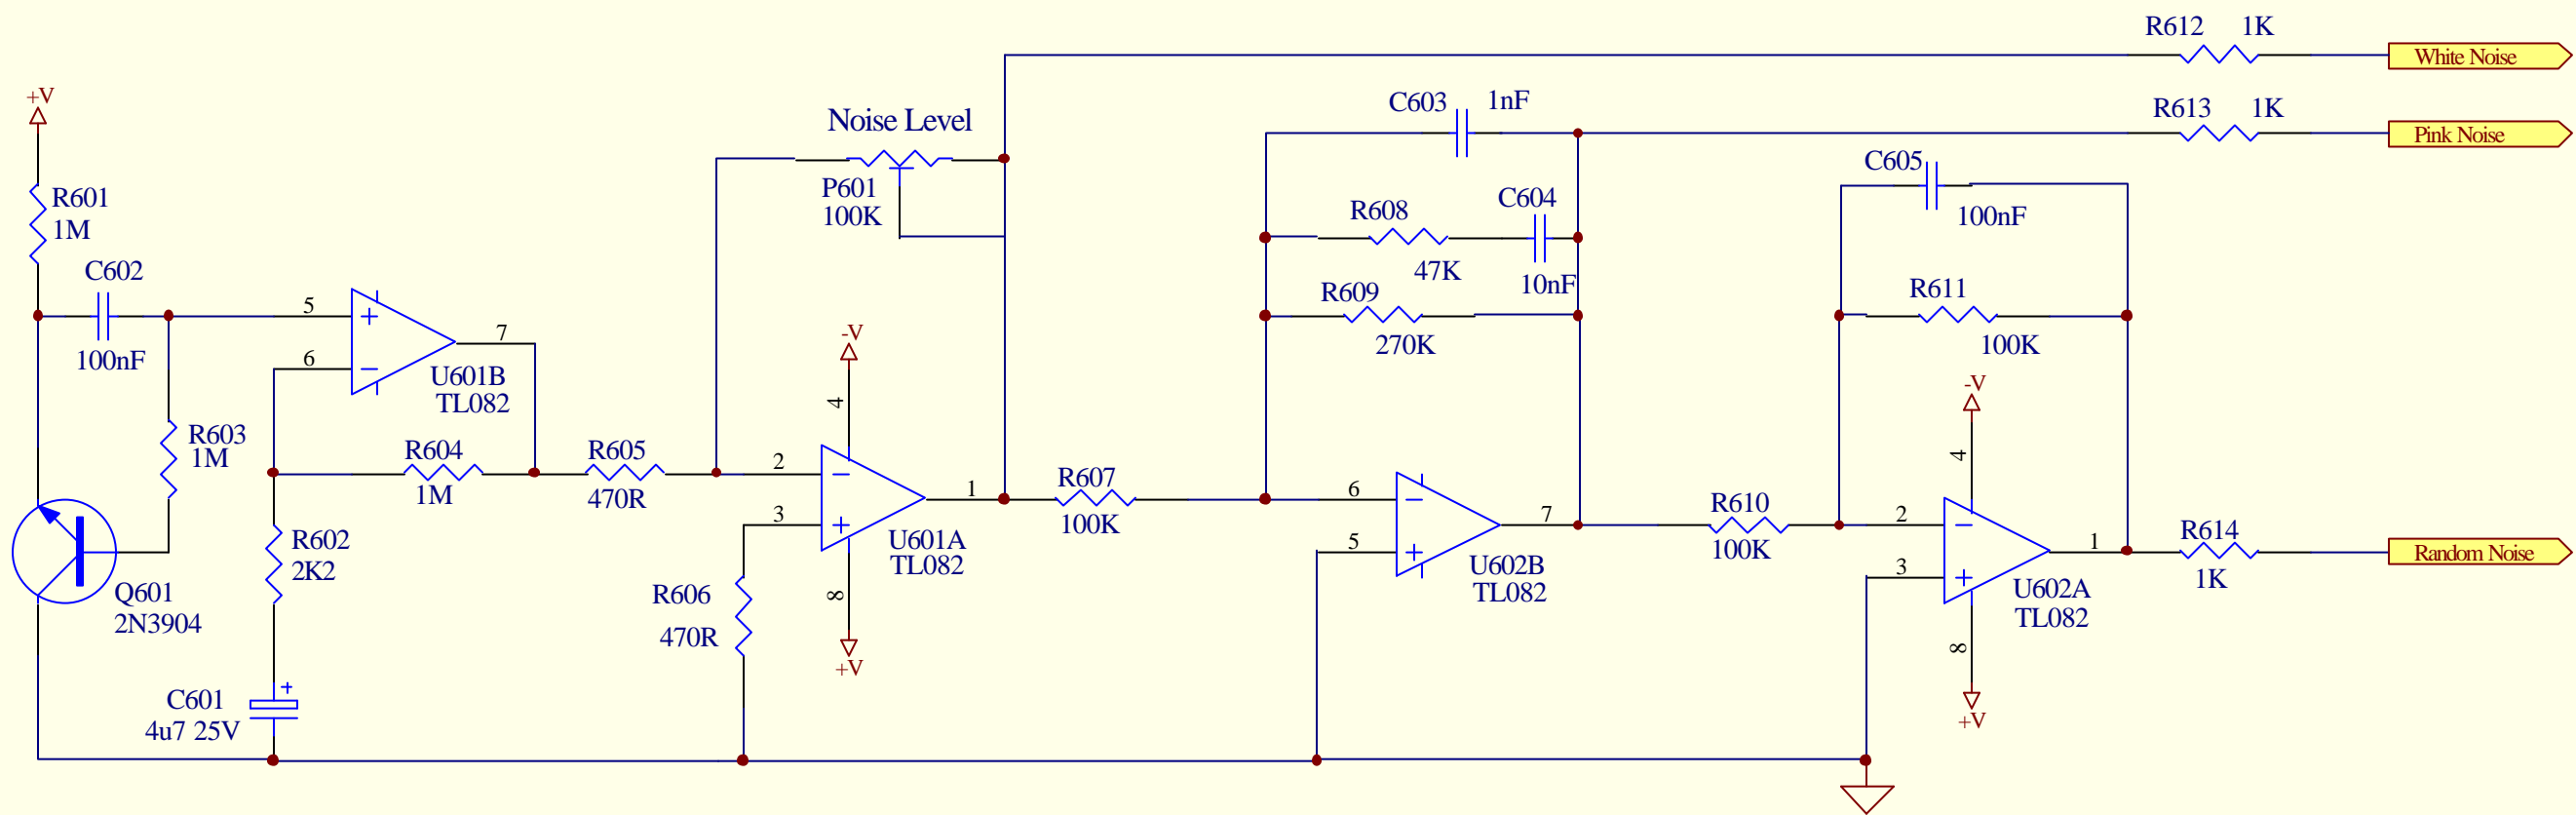 R612 1K
White Noise
+V
C603 1nF
R613 1K
Pink Noise
Noise Level
P601
100K
R601
1M
C605
100nF
R608
47K
C604
10nF
C602
100nF
5
6
7
U601B
TL082
R609
270K
R611
100K
-V
4
-V
4
R603
1M
R604
1M
R605
470R
2
3
1
U601A
TL082
8
+V
R607
100K
6
5
7
U602B
TL082
R610
100K
2
3
1
U602A
TL082
8
+V
R614
1K
Random Noise
R602
2K2
Q601
2N3904
R606
470R
C601
4u7 25V
+